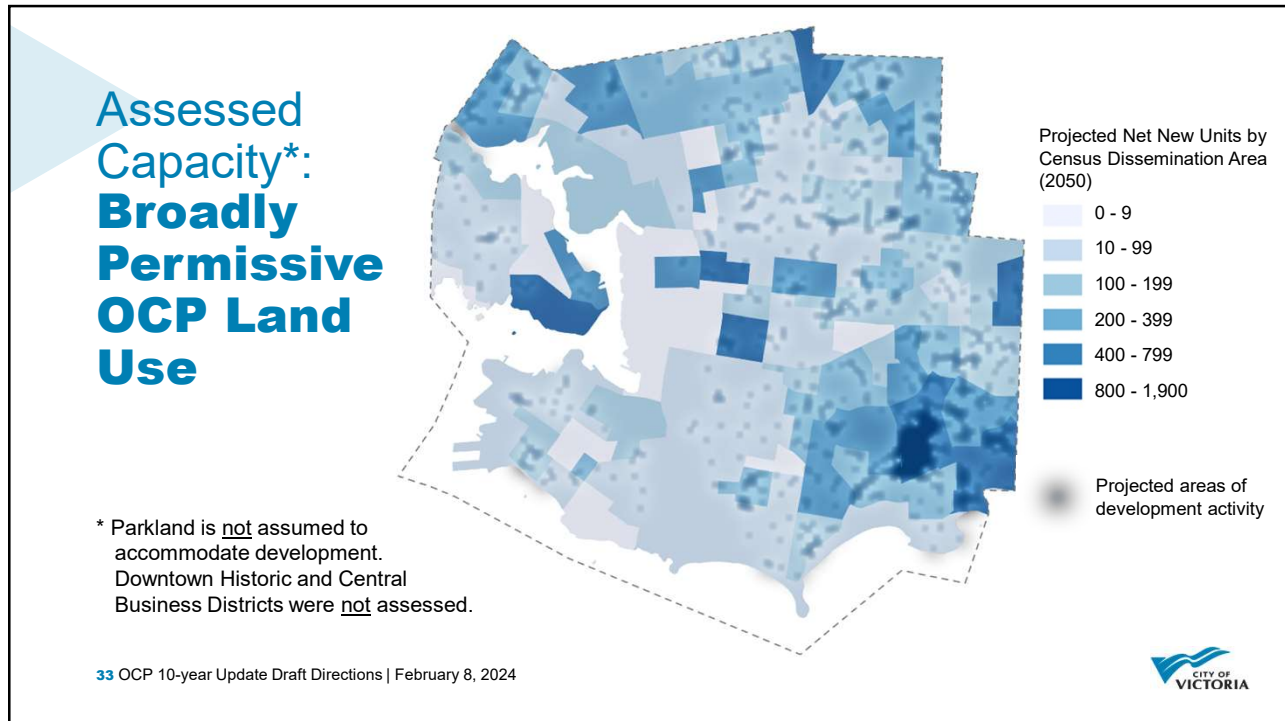 Assessed
Capacity*:
Broadly
Permissive
OCP Land
Use
* Parkland is not assumed to
accommodate development.
Downtown Historic and Central
Business Districts were not assessed.
Projected Net New Units by
Census Dissemination Area
(2050)
0 - 9
10 - 99
100 - 199
200 - 399
400 - 799
800 - 1,900
Projected areas of
development activity
33 OCP 10-year Update Draft Directions | February 8, 2024
CITY OF
VICTORIA